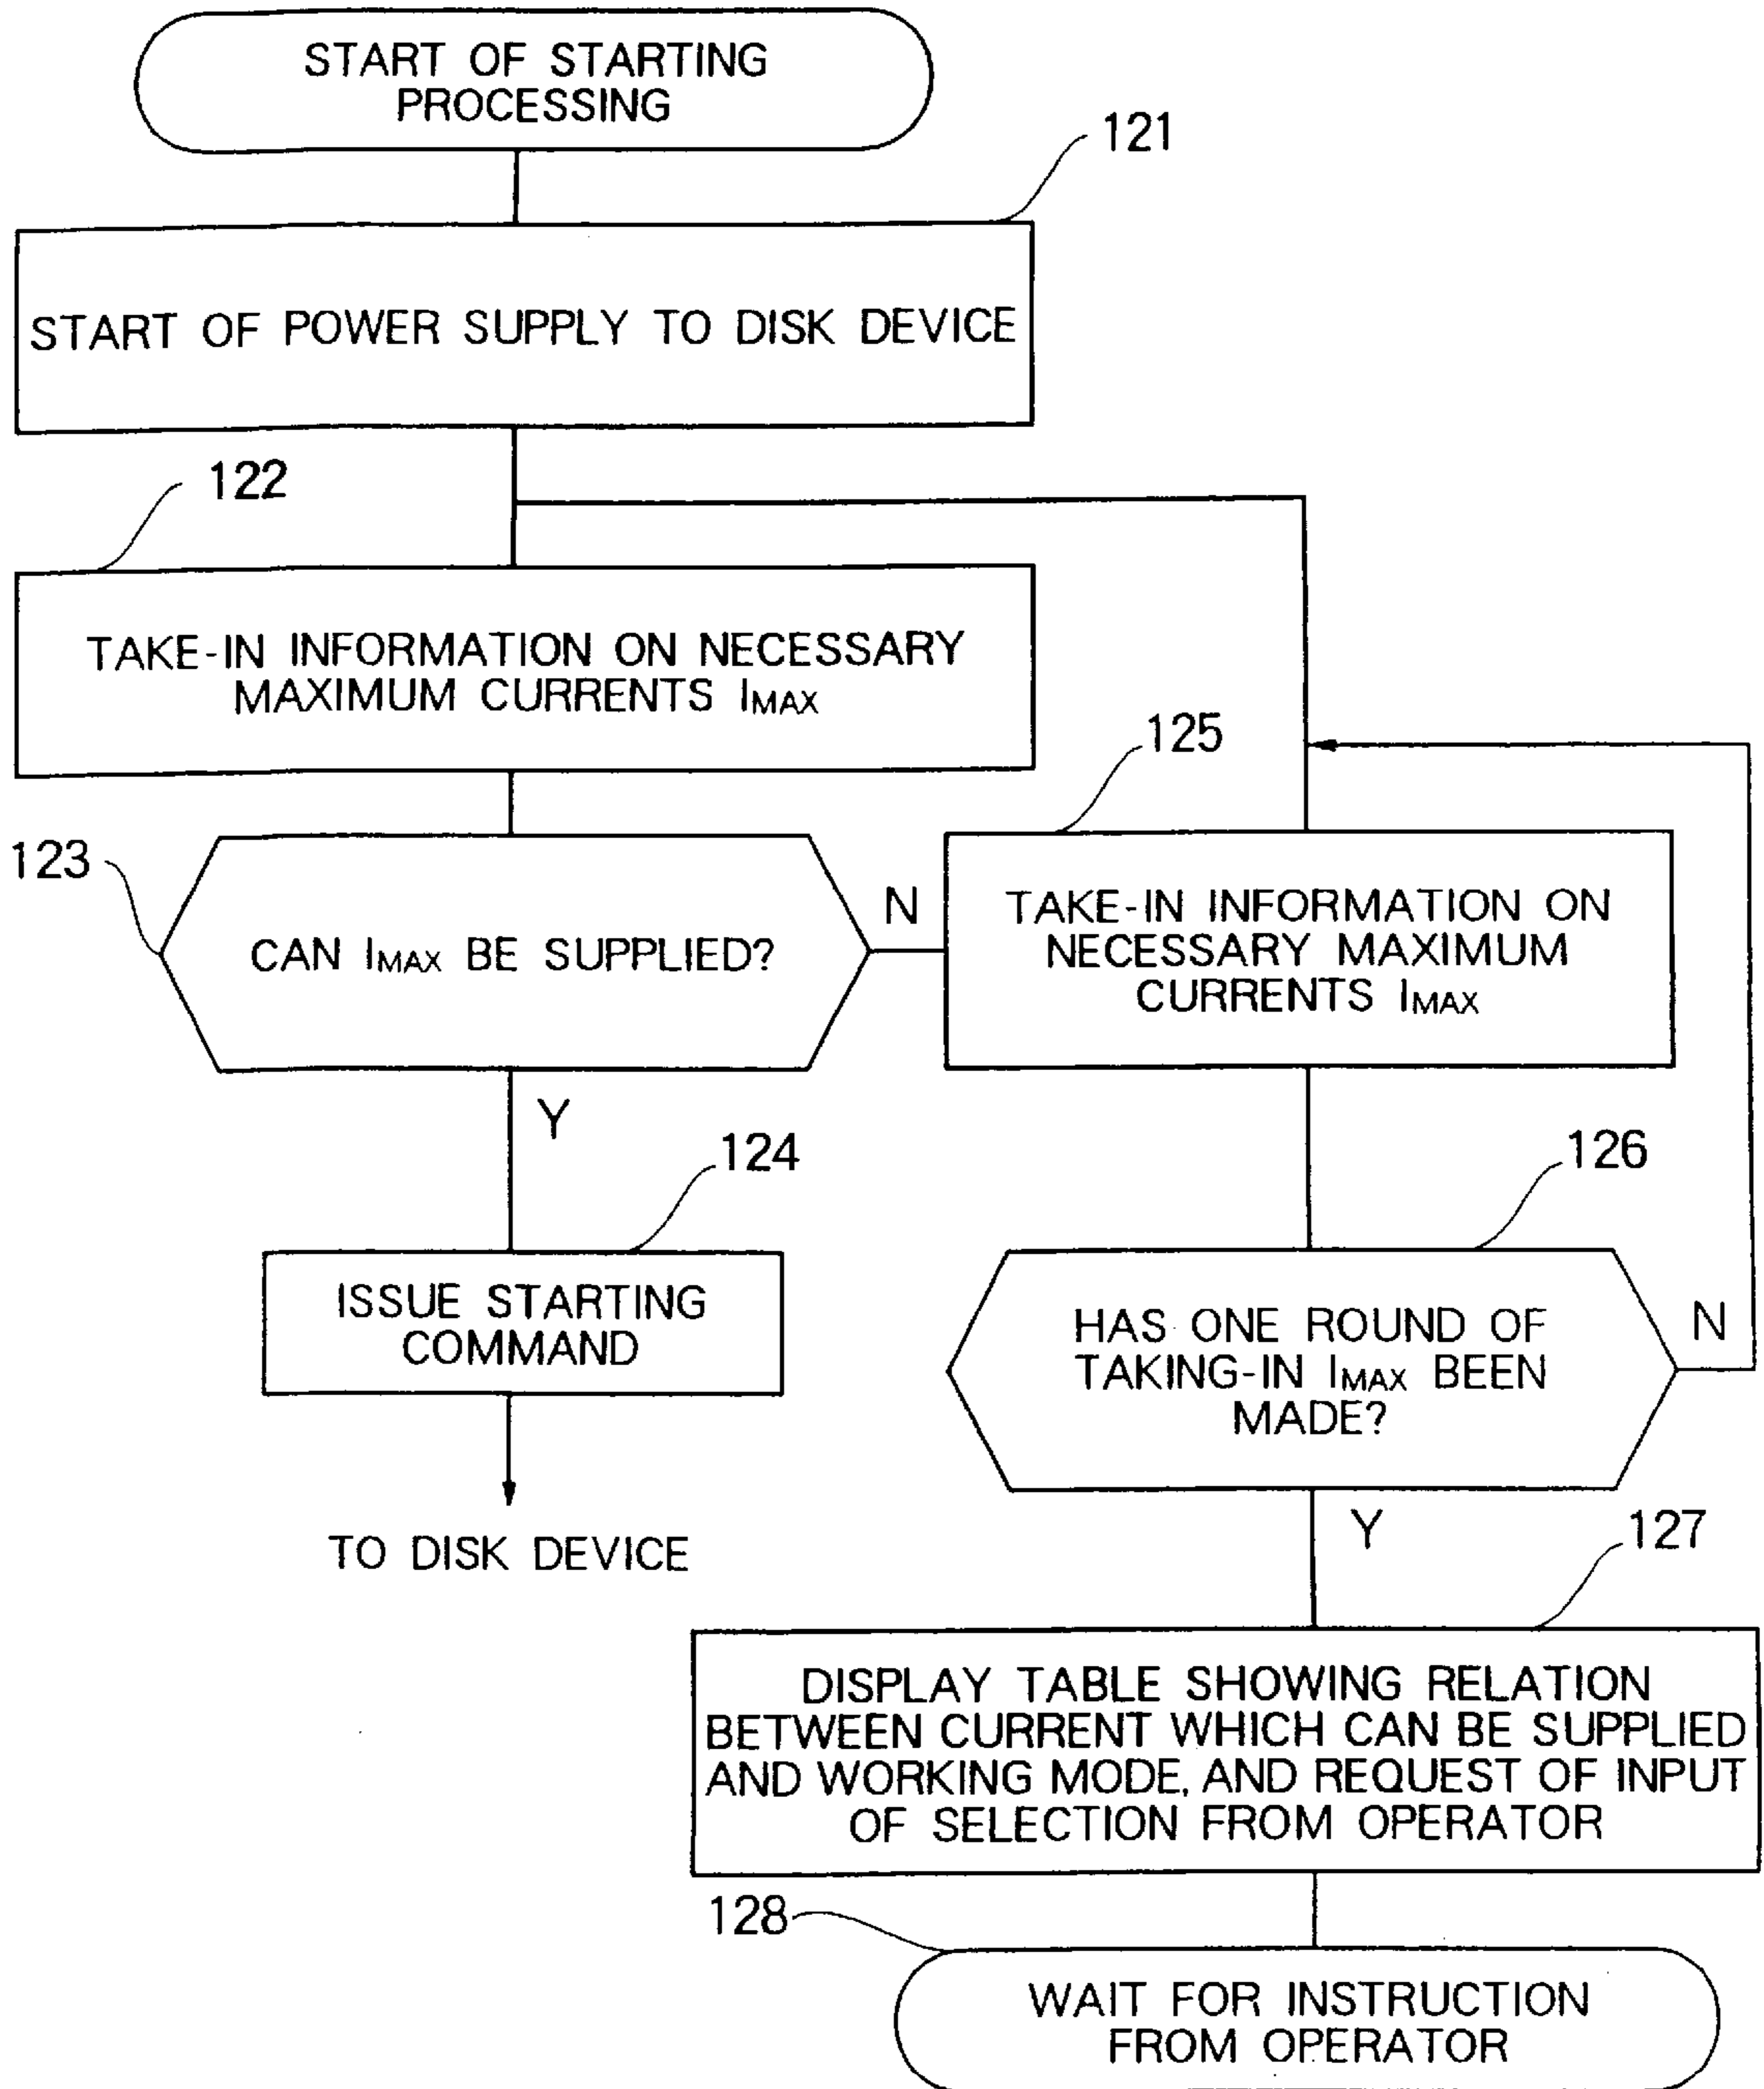 START OF STARTING
PROCESSING
121
START OF POWER SUPPLY TO DISK DEVICE
122
TAKE-IN INFORMATION ON NECESSARY
MAXIMUM CURRENTS IMAX
123
CAN IMAX BE SUPPLIED?
N
125
TAKE-IN INFORMATION ON
NECESSARY MAXIMUM
CURRENTS IMAX
Y
124
ISSUE STARTING
COMMAND
TO DISK DEVICE
126
HAS ONE ROUND OF
TAKING-IN IMAX BEEN
MADE?
N
Y
127
DISPLAY TABLE SHOWING RELATION
BETWEEN CURRENT WHICH CAN BE SUPPLIED
AND WORKING MODE, AND REQUEST OF INPUT
OF SELECTION FROM OPERATOR
128
WAIT FOR INSTRUCTION
FROM OPERATOR